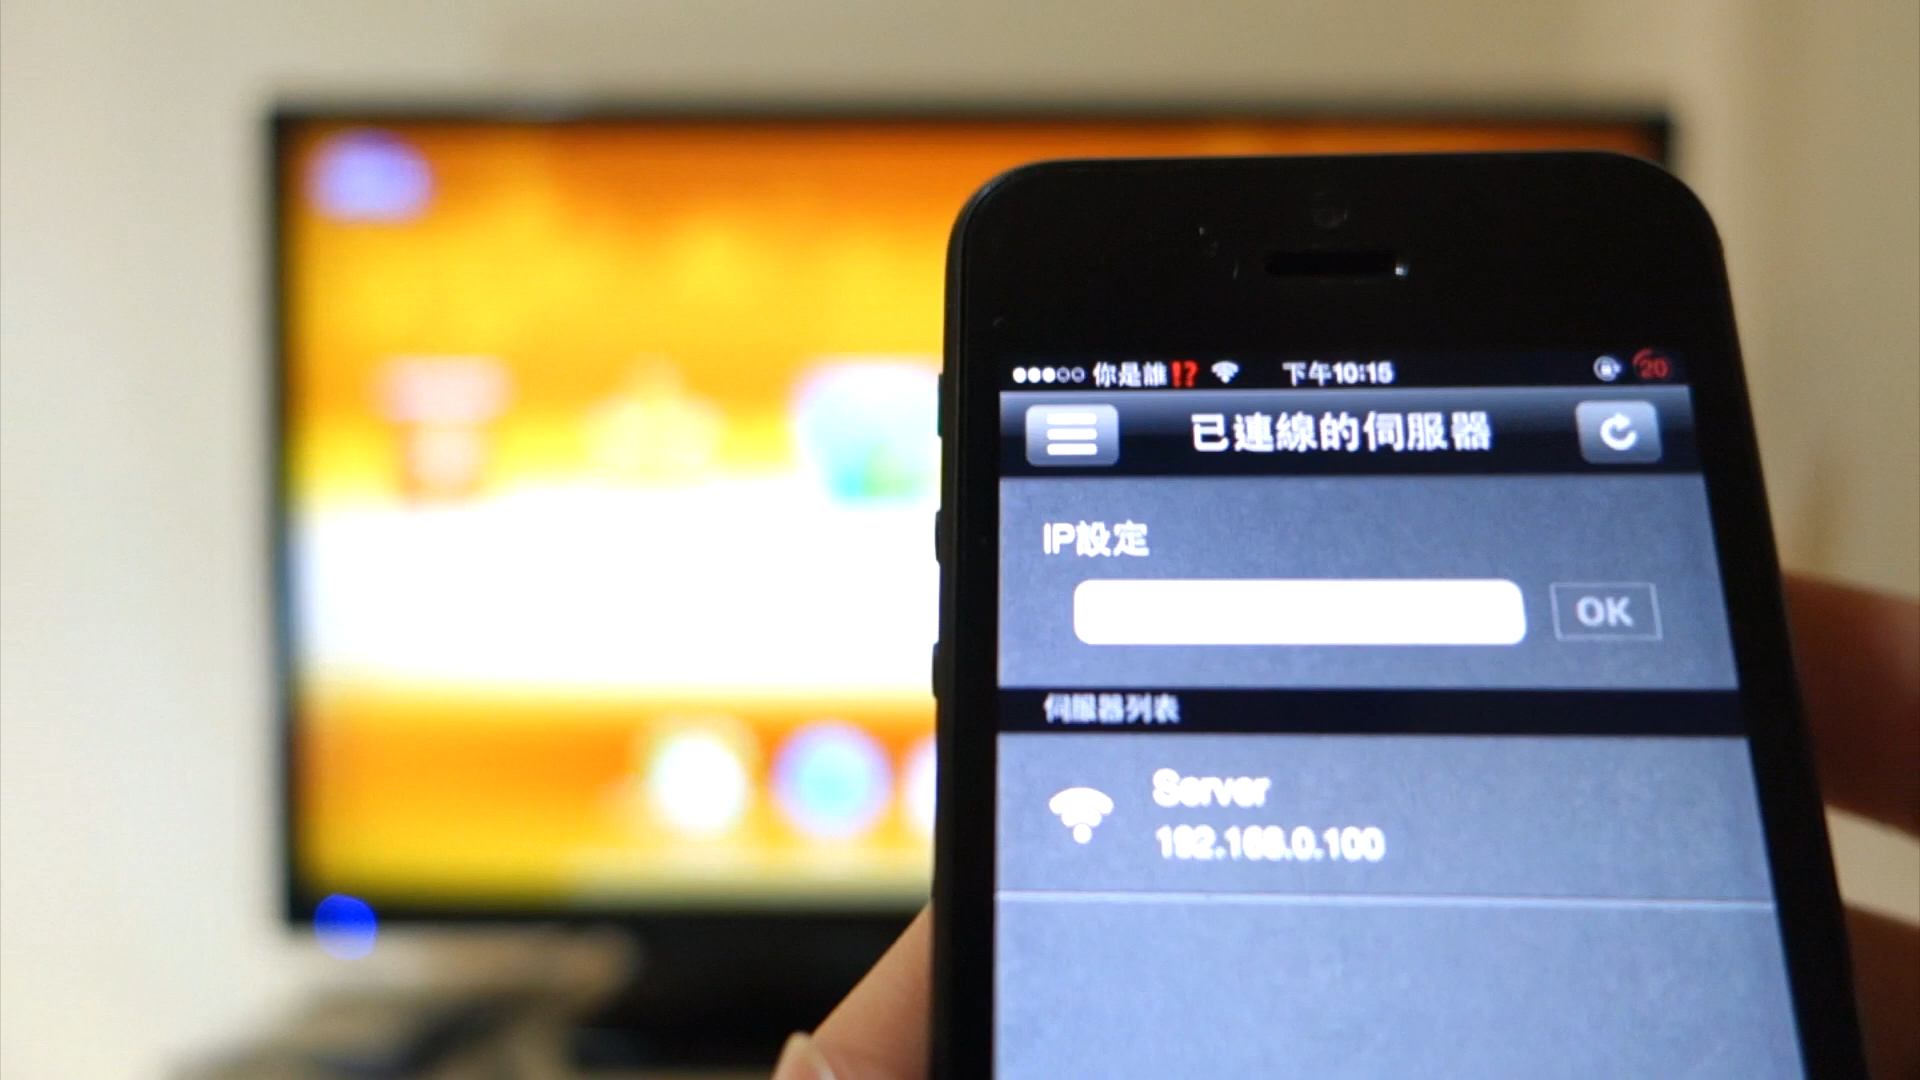 你是誰⁉ 下午10:15 20
已連線的伺服器
IP設定
OK
伺服器列表
Server
192.168.0.100